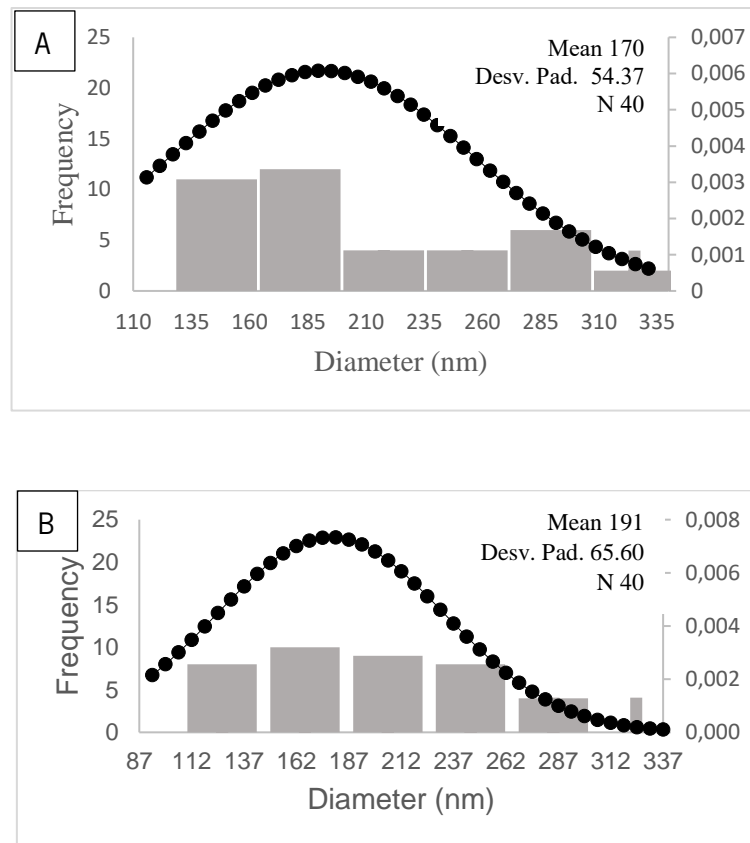 A
Mean 170
Desv. Pad. 54.37
N 40
Frequency
25
20
15
10
5
0
0,007
0,006
0,005
0,004
0,003
0,002
0,001
0
110 135 160 185 210 235 260 285 310 335
Diameter (nm)
B
Mean 191
Desv. Pad. 65.60
N 40
Frequency
25
20
15
10
5
0
0,008
0,006
0,004
0,002
0,000
87 112 137 162 187 212 237 262 287 312 337
Diameter (nm)